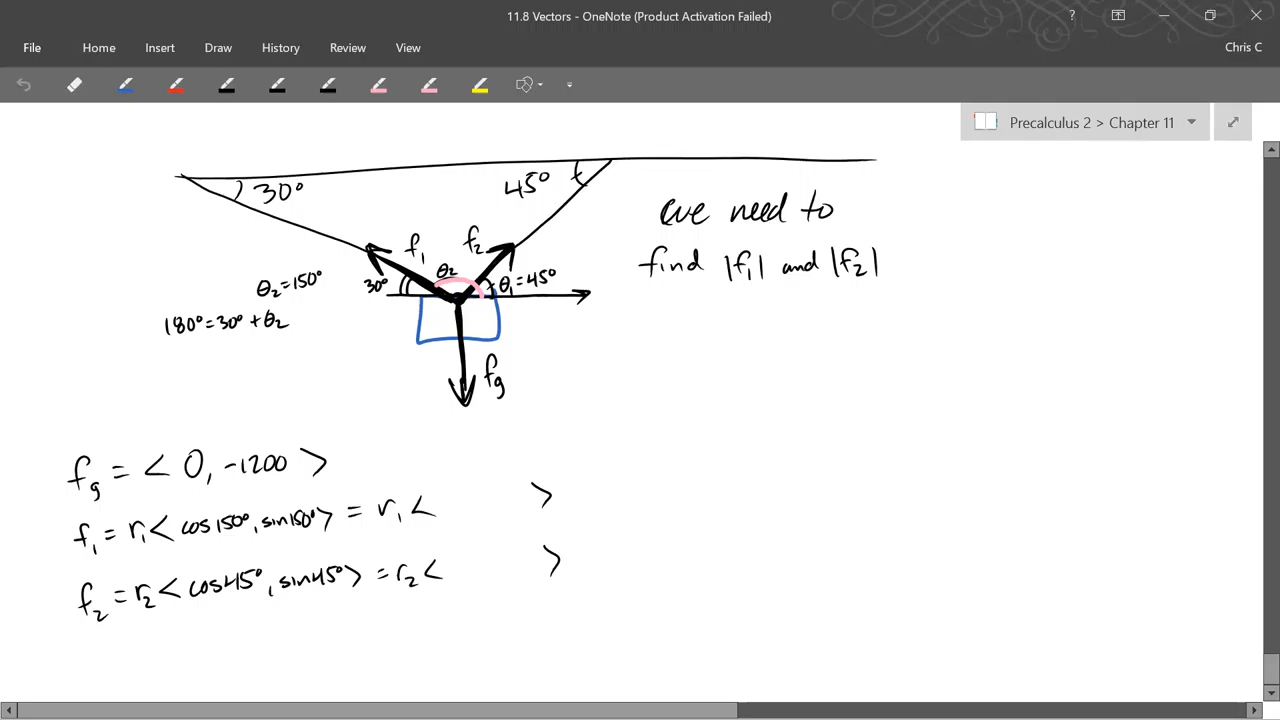 11.8 Vectors - OneNote (Product Activation Failed)
?
File Home Insert Draw History Review View
Chris C
Precalculus 2 > Chapter 11
30° 45°
we need to
find |f₁| and |f₂|
f₁ f₂
θ₂
θ₂=150° 30° θ₁=45°
180°=30°+θ₂
f g
f g = < 0, -1200 >
f₁ = r₁< cos150°, sin150° > = r₁< >
f₂ = r₂< cos45°, sin45° > = r₂< >